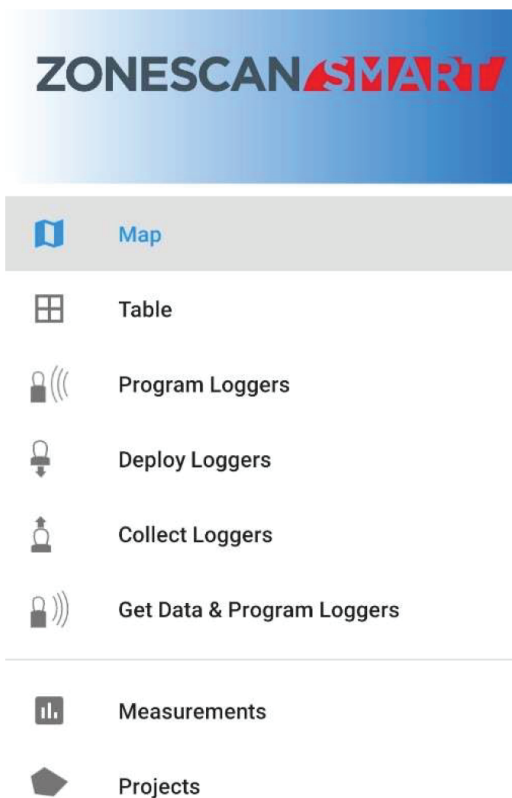 ZONESCAN SMART
Map
Table
Program Loggers
Deploy Loggers
Collect Loggers
Get Data & Program Loggers
Measurements
Projects